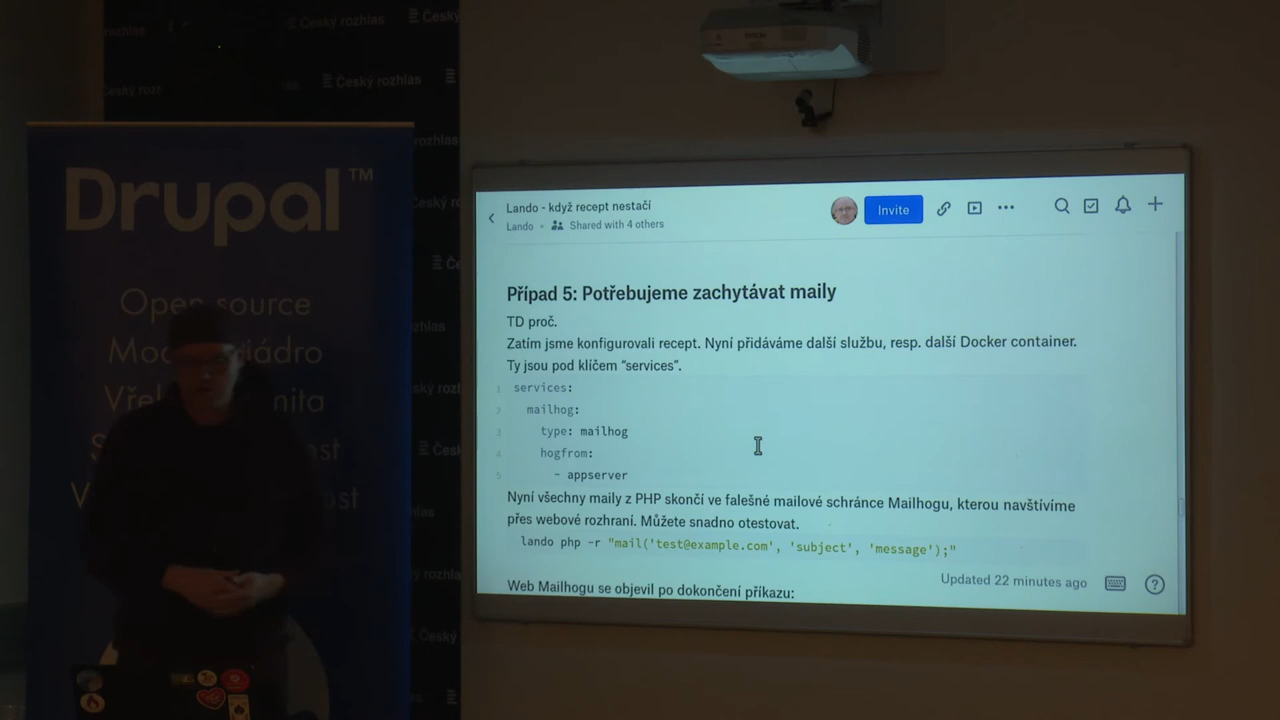 Český rozhlas
Český
Český rozhlas
Drupal™
Open source
Lando - když recept nestačí
Lando • Shared with 4 others
Invite
Případ 5: Potřebujeme zachytávat maily
TD proč.
Zatím jsme konfigurovali recept. Nyní přidáváme další službu, resp. další Docker container.
Ty jsou pod klíčem “services”.
1 services:
2 mailhog:
3 type: mailhog
4 hogfrom:
5 - appserver
Nyní všechny maily z PHP skončí ve falešné mailové schránce Mailhogu, kterou navštívíme
přes webové rozhraní. Můžete snadno otestovat.
lando php -r "mail('test@example.com', 'subject', 'message');"
Web Mailhogu se objevil po dokončení příkazu:
Updated 22 minutes ago